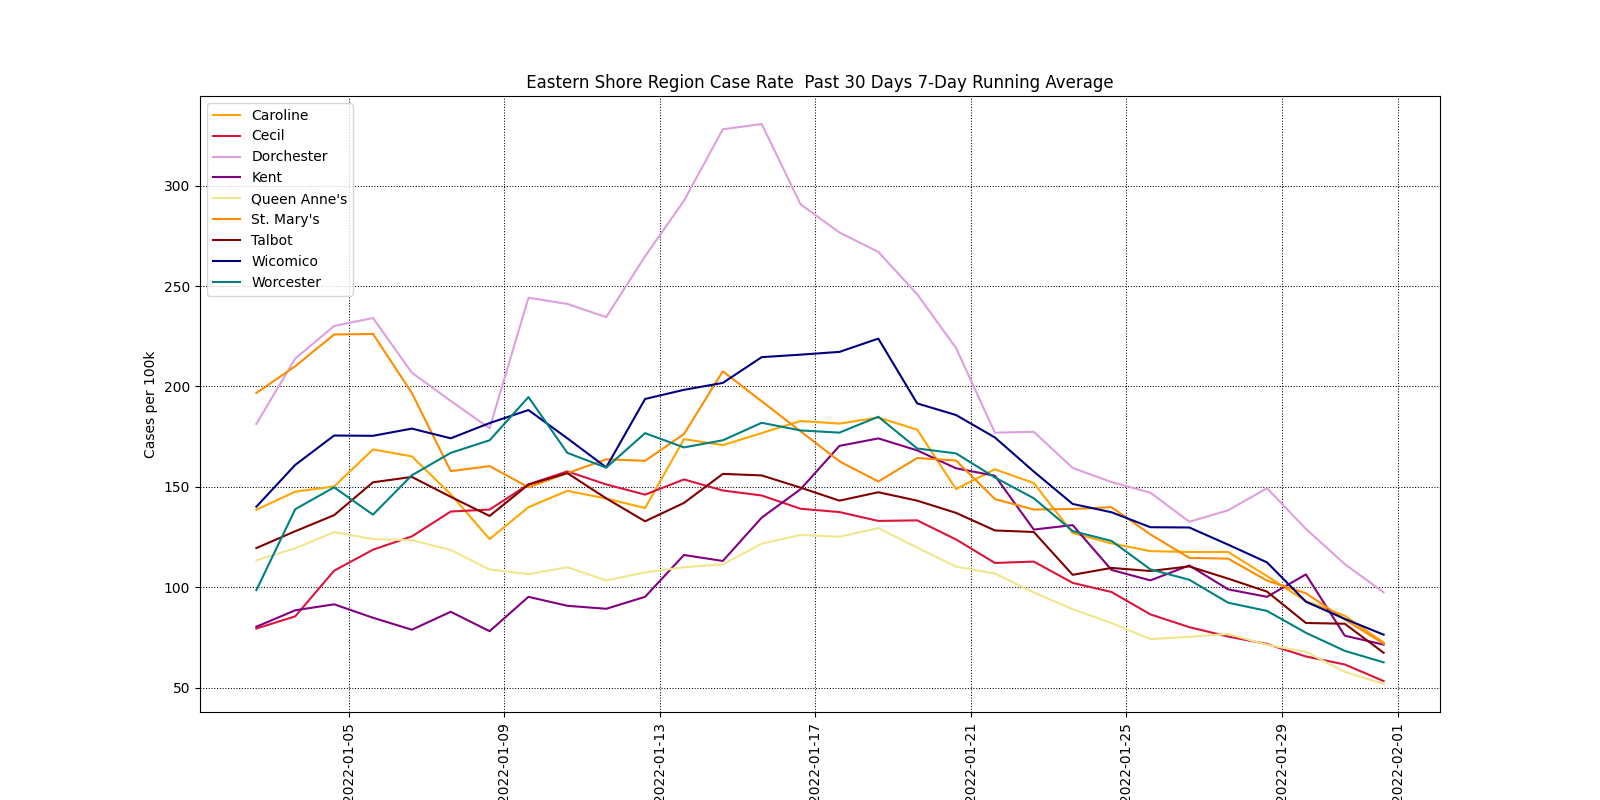 Eastern Shore Region Case Rate  Past 30 Days 7-Day Running Average
Caroline
Cecil
Dorchester
Kent
Queen Anne's
St. Mary's
Talbot
Wicomico
Worcester
Cases per 100k
300
250
200
150
100
50
2022-01-05
2022-01-09
2022-01-13
2022-01-17
2022-01-21
2022-01-25
2022-01-29
2022-02-01